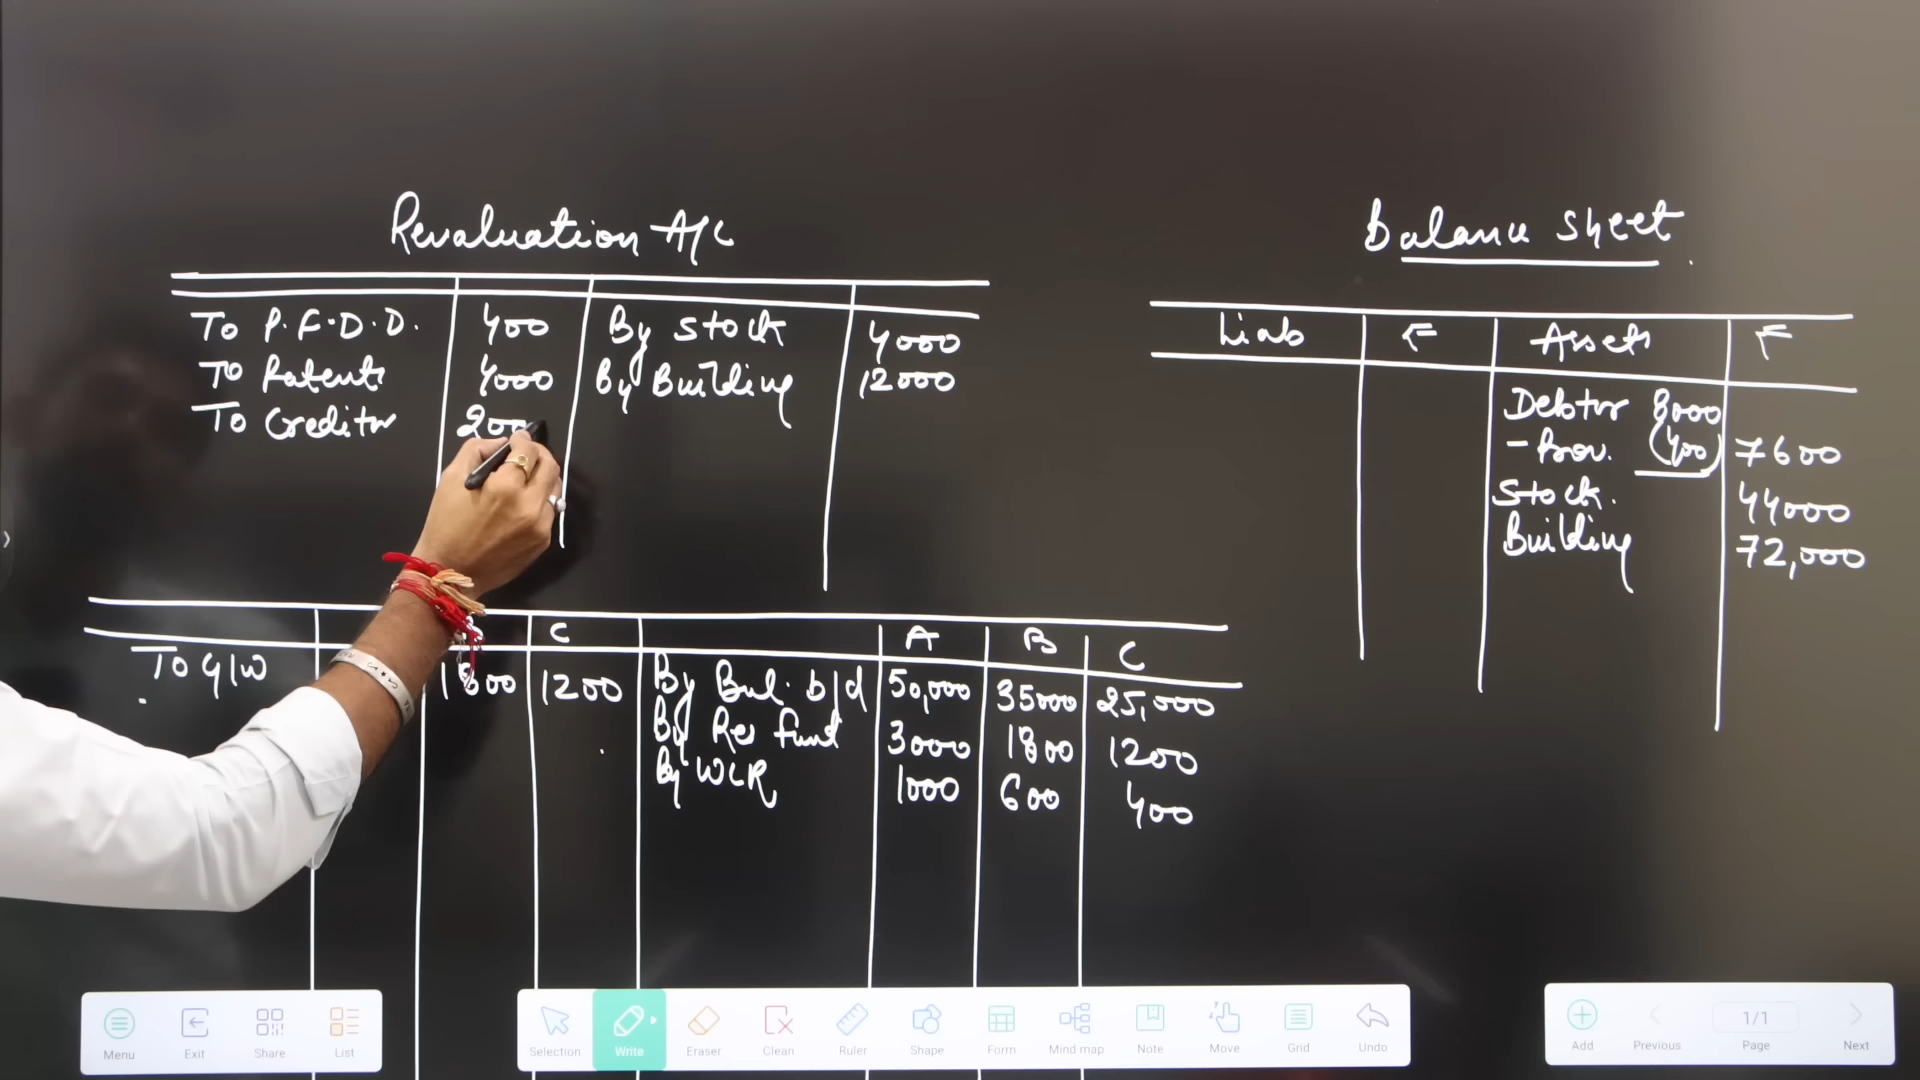 Revaluation A/c
To P.F.D.D. 400 By Stock 4000
To Patents 4000 By Building 12000
To Creditor 200
Balance Sheet
Liab ₹ Assets ₹
Debtor 8000
- Prov. (400) 7600
Stock. 44000
Building 72,000
C A B C
To G/W 1800 1200 By Bal. b/d 50,000 35000 25,000
By Res fund 3000 1800 1200
By WCR 1000 600 400
Menu Exit Share List
Selection Write Eraser Clean Ruler Shape Form Mind map Note Move Grid Undo
Add Previous 1/1 Page Next